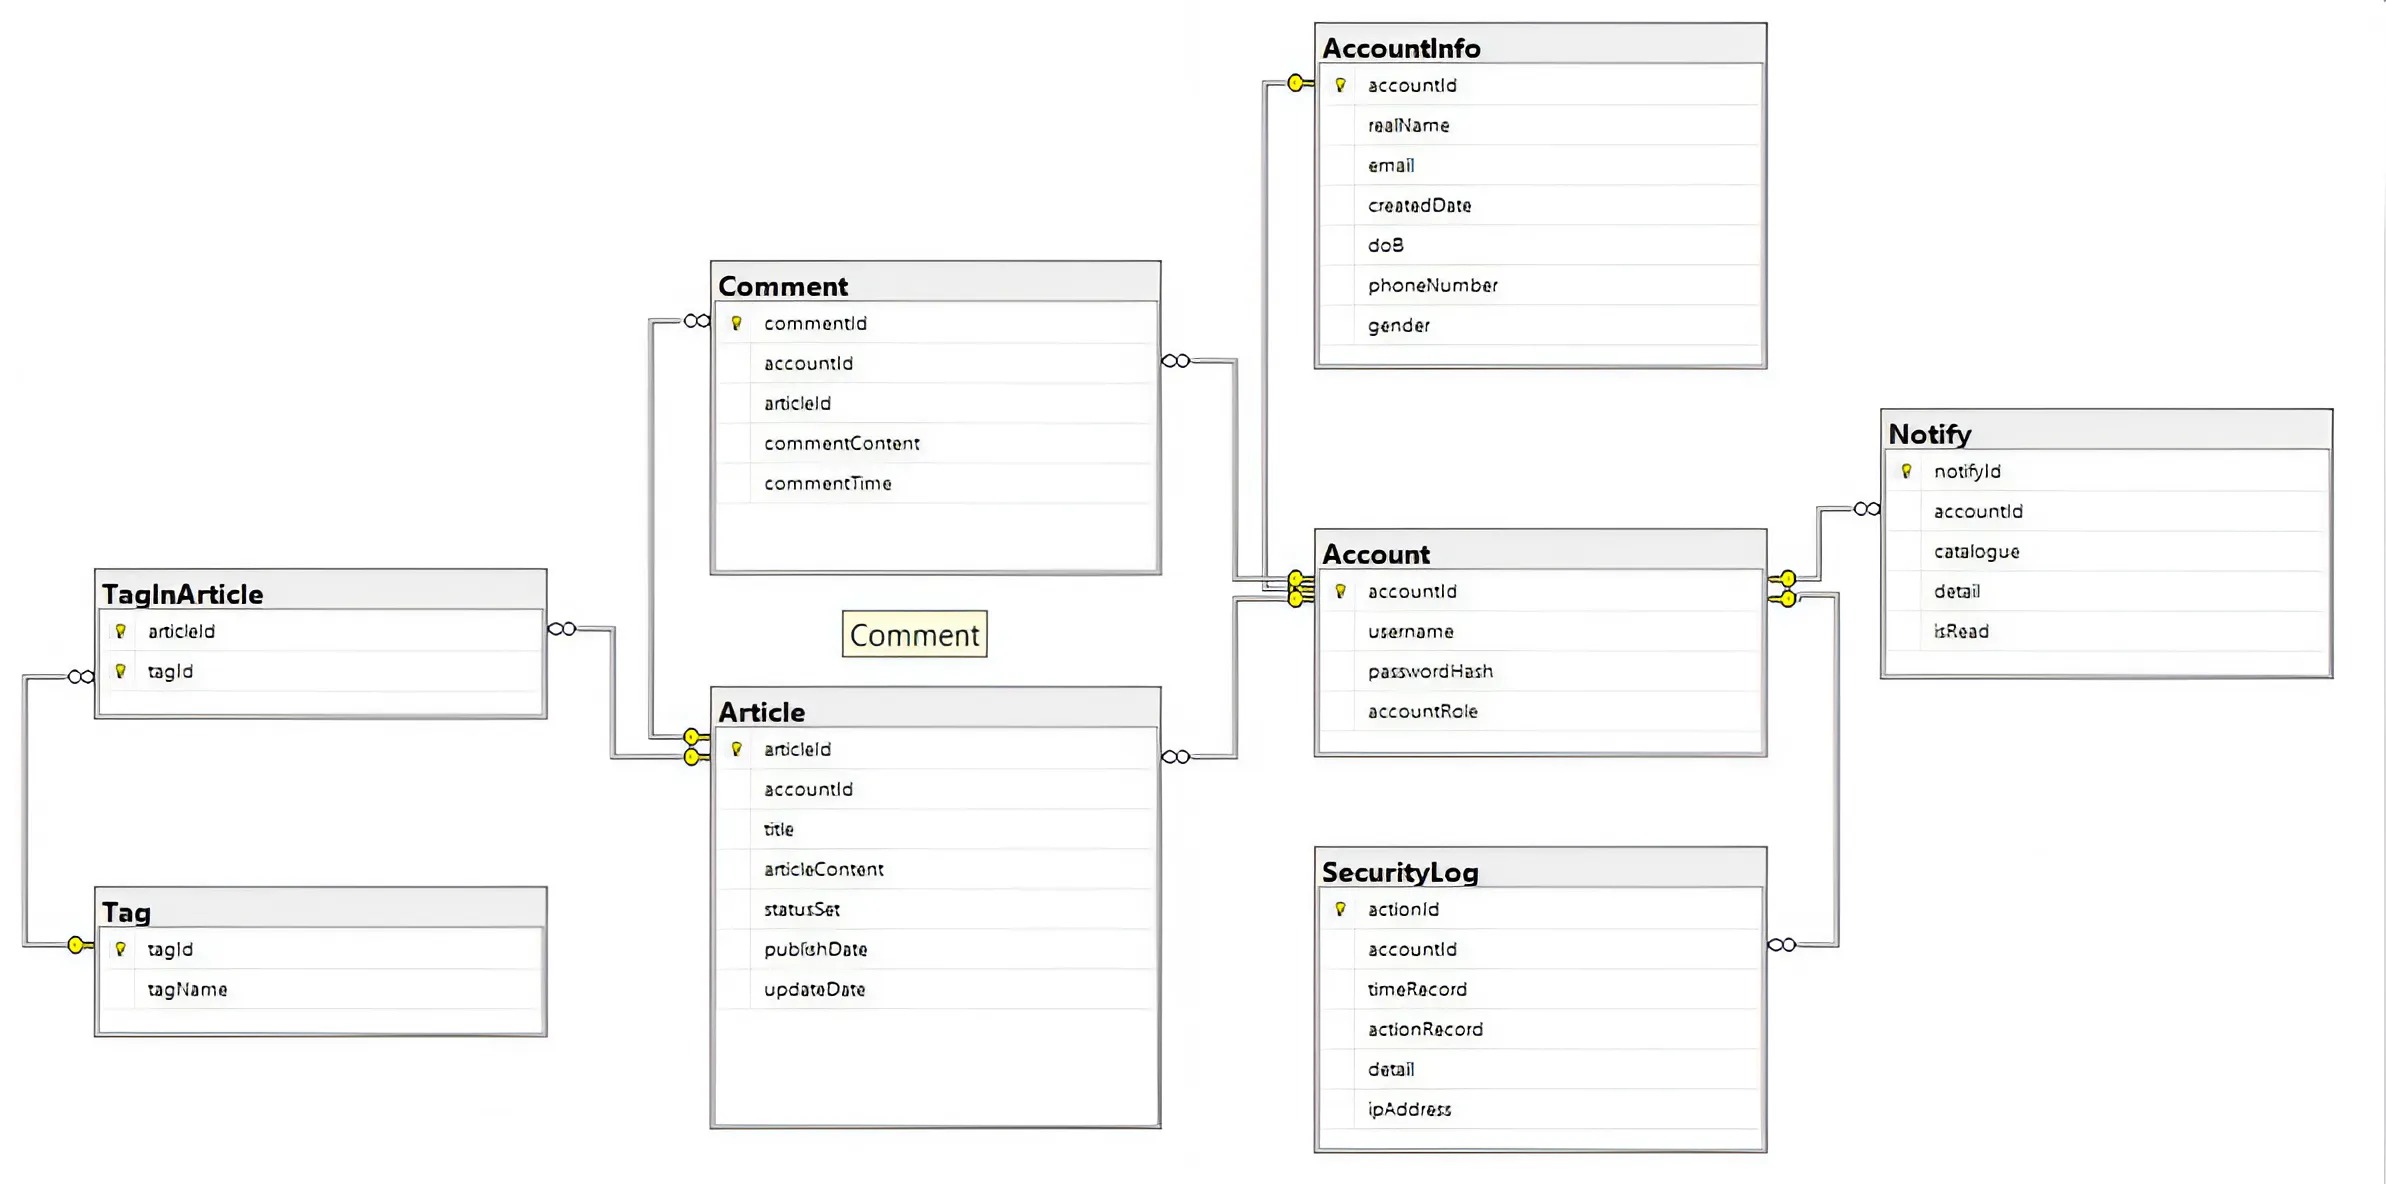 AccountInfo
accountId
realName
email
createdDate
doB
phoneNumber
gender
Comment
commentId
accountId
articleId
commentContent
commentTime
Notify
notifyId
accountId
catalogue
detail
isRead
Account
accountId
username
passwordHash
accountRole
TagInArticle
articleId
tagId
Comment
Article
articleId
accountId
title
articleContent
statusSet
publishDate
updateDate
SecurityLog
actionId
accountId
timeRecord
actionRecord
detail
ipAddress
Tag
tagId
tagName